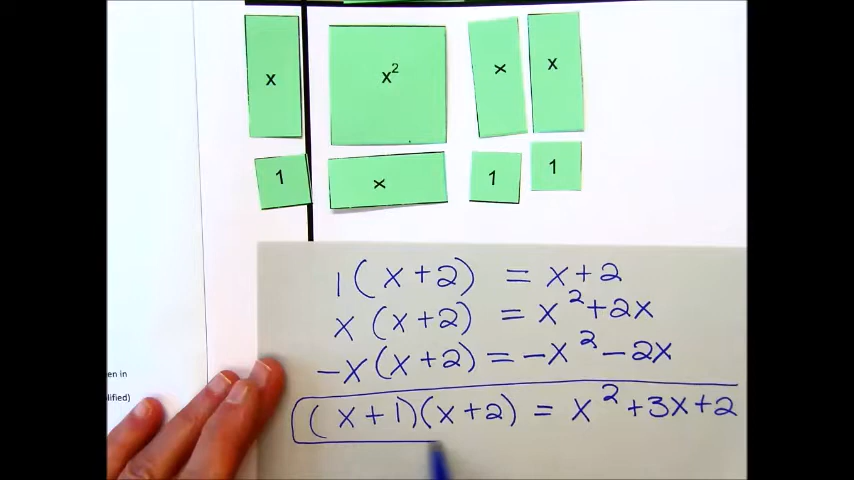 x x² x x
1 x 1 1
1(x+2) = x+2
x(x+2) = x²+2x
-x(x+2) = -x²-2x
(x+1)(x+2) = x²+3x+2
en in
lified)